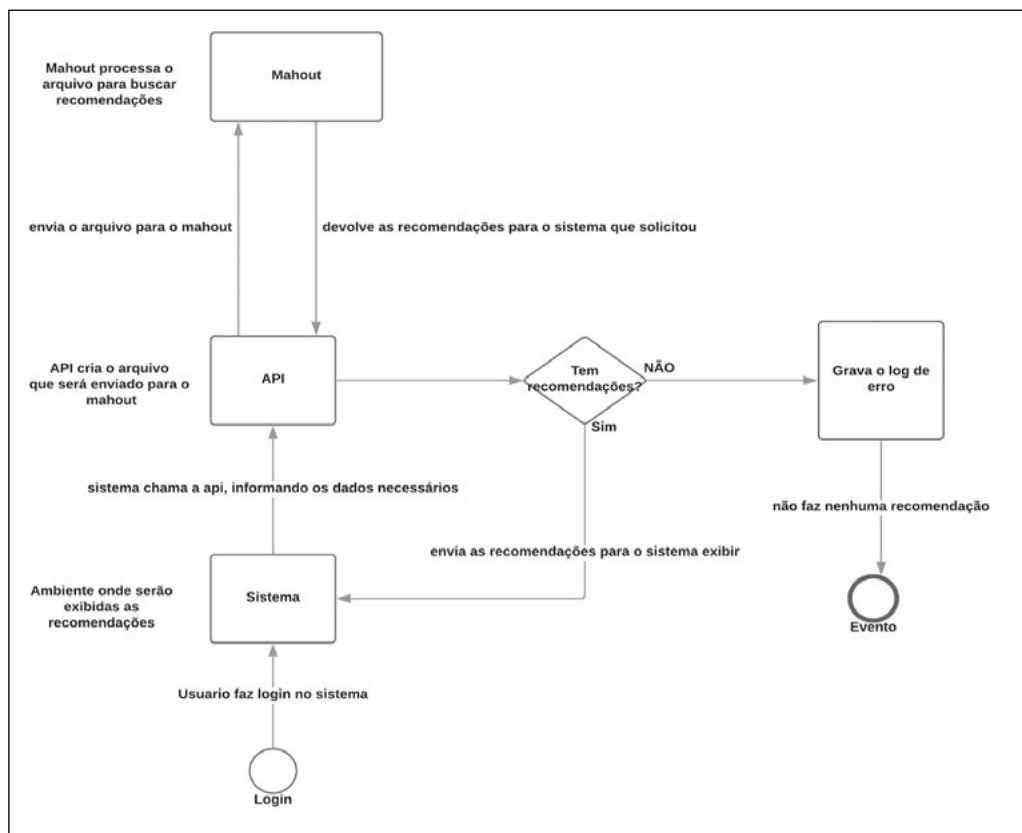 Mahout processa o
arquivo para buscar
recomendações
Mahout
envia o arquivo para o mahout
devolve as recomendações para o sistema que solicitou
API cria o arquivo
que será enviado para o
mahout
API
Tem
recomendações?
NÃO
Sim
Grava o log de
erro
sistema chama a api, informando os dados necessários
não faz nenhuma recomendação
envia as recomendações para o sistema exibir
Ambiente onde serão
exibidas as
recomendações
Sistema
Evento
Usuario faz login no sistema
Login